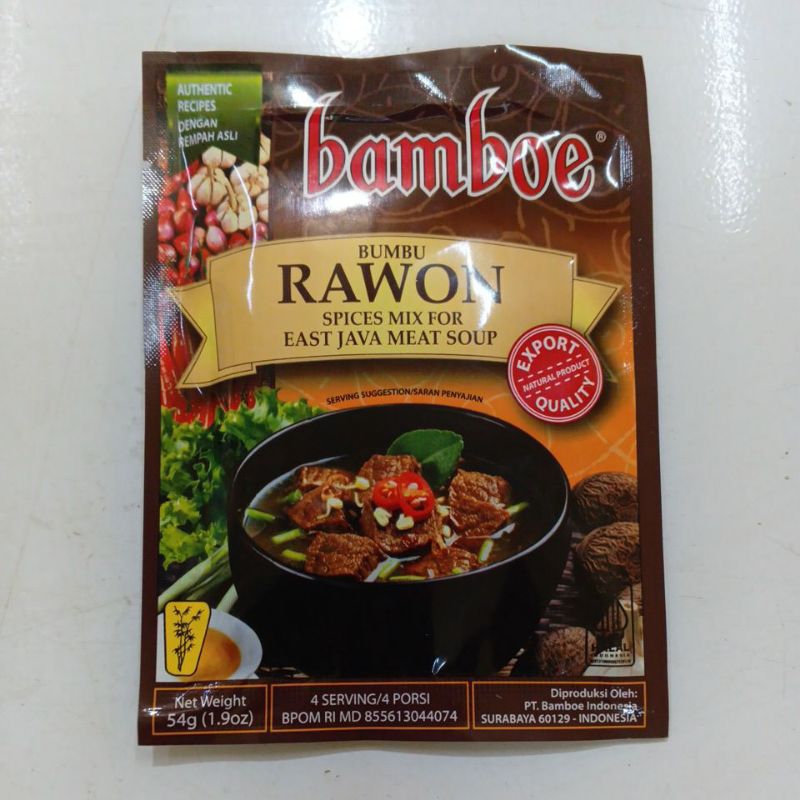 AUTHENTIC
RECIPES
DENGAN
REMPAH ASLI
bamboe®
BUMBU
RAWON
SPICES MIX FOR
EAST JAVA MEAT SOUP
EXPORT
NATURAL PRODUCT
QUALITY
SERVING SUGGESTION/SARAN PENYAJIAN
HALAL
INDONESIA
Net Weight
54g (1.9oz)
4 SERVING/4 PORSI
BPOM RI MD 855613044074
Diproduksi Oleh:
PT. Bamboe Indonesia
SURABAYA 60129 - INDONESIA